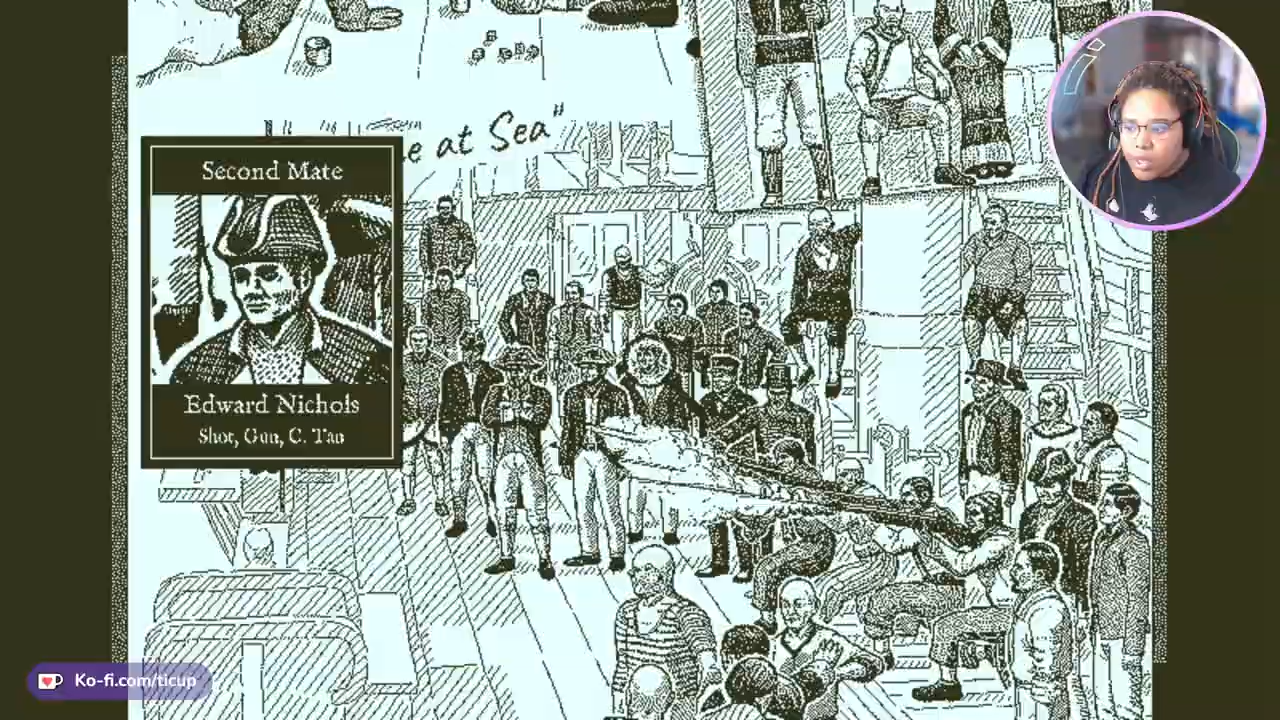 at Sea"
Second Mate
Edward Nichols
Shot, Gun, C. Tan
Ko-fi.com/ticup